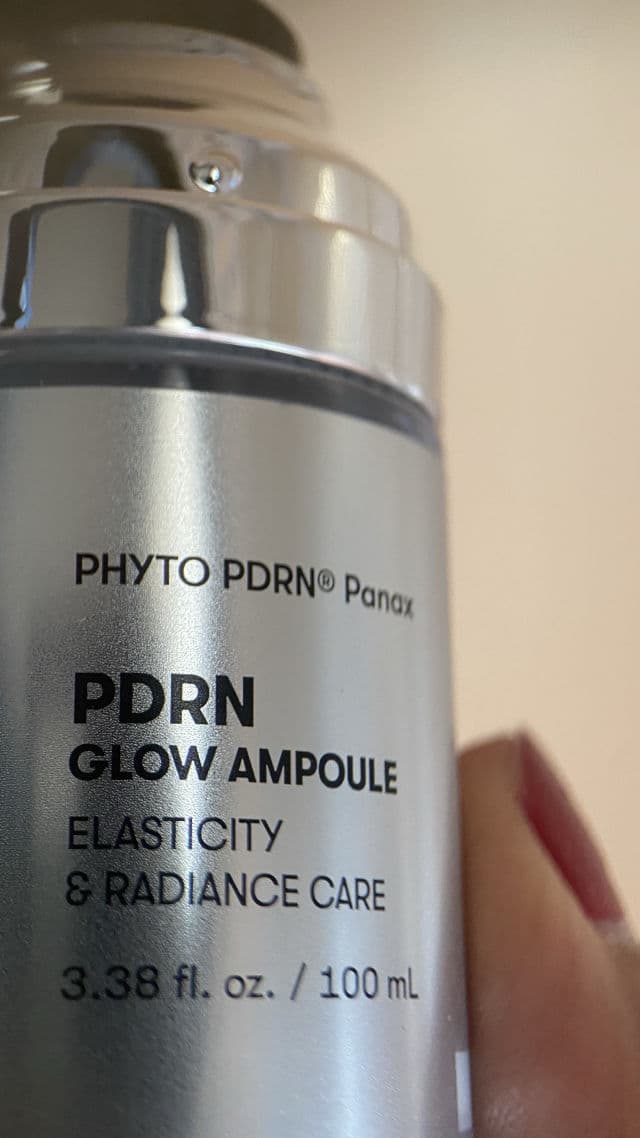 PHYTO PDRN® Panax
PDRN
GLOW AMPOULE
ELASTICITY
& RADIANCE CARE
3.38 fl. oz. / 100 mL